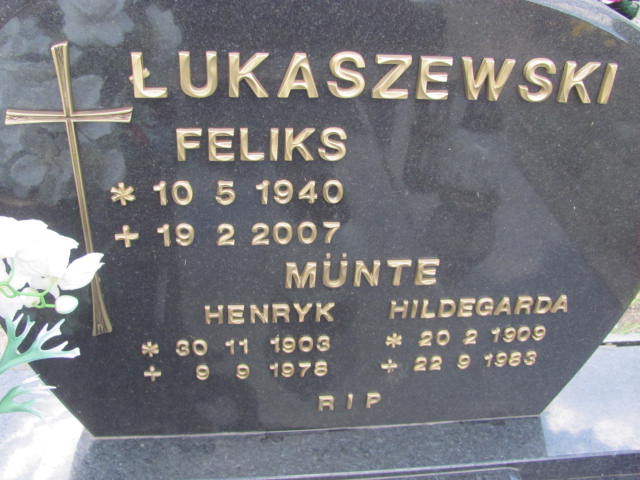 ŁUKASZEWSKI
FELIKS
* 10 5 1940
+ 19 2 2007
MÜNTE
HENRYK
* 30 11 1903
+ 9 9 1978
HILDEGARDA
* 20 2 1909
+ 22 9 1983
RIP